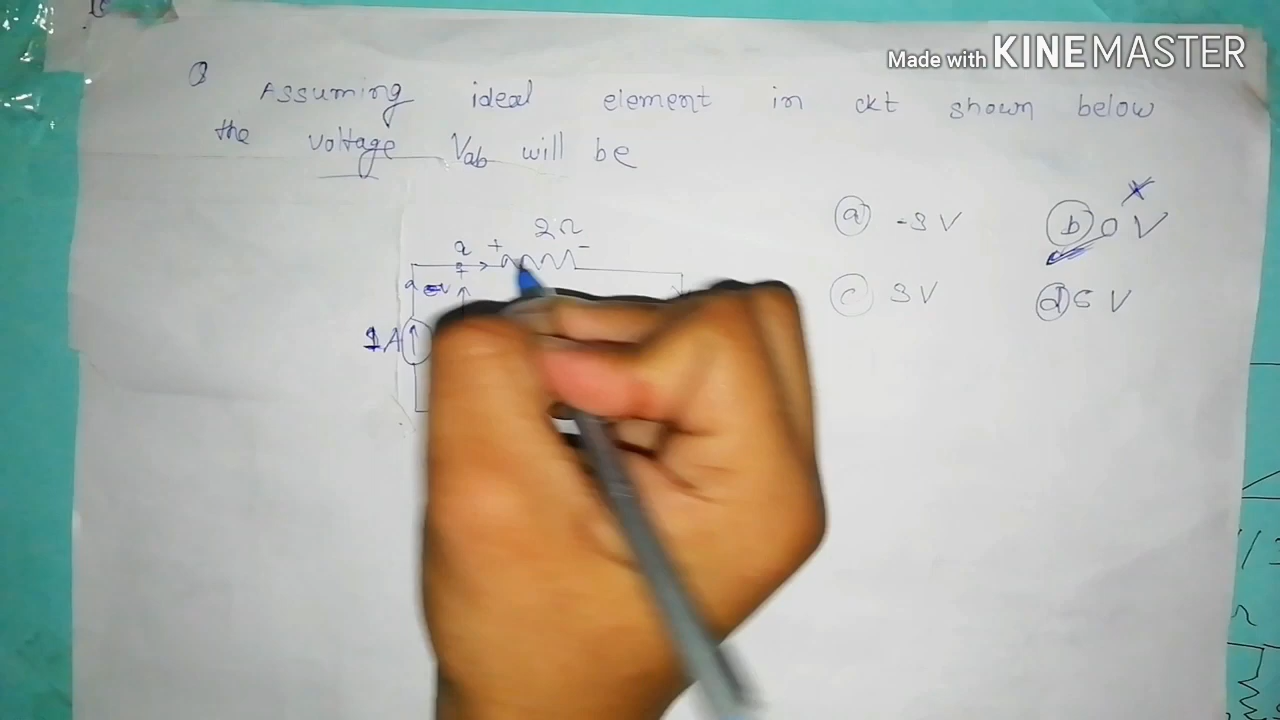 Made with KINEMASTER
Q Assuming ideal element in ckt shown below
the voltage Vab will be
2Ω
a + -
+
1A
(a) -3 V
(b) 0 V
(c) 3 V
(d) 5 V